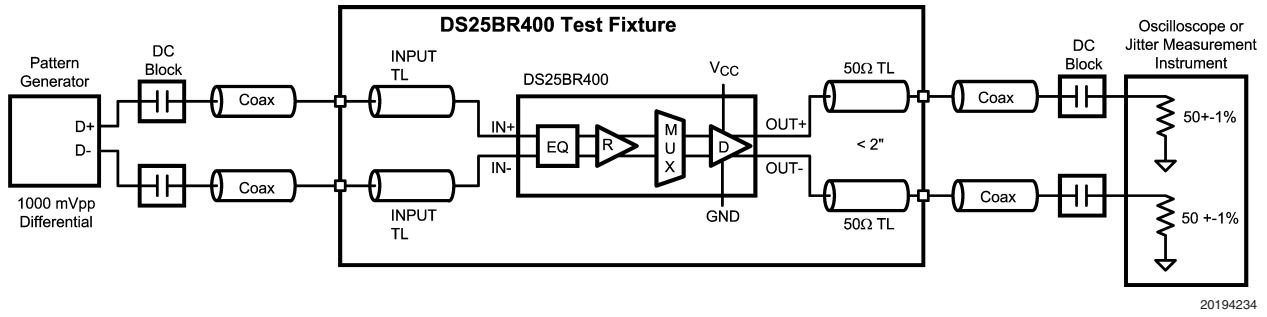 DS25BR400 Test Fixture
Pattern
Generator
D+
D-
1000 mVpp
Differential
DC
Block
Coax
Coax
INPUT
TL
INPUT
TL
DS25BR400
IN+
IN-
EQ
R
M
U
X
D
VCC
GND
OUT+
OUT-
50Ω TL
< 2"
50Ω TL
Coax
Coax
DC
Block
Oscilloscope or
Jitter Measurement
Instrument
50+-1%
50 +-1%
20194234